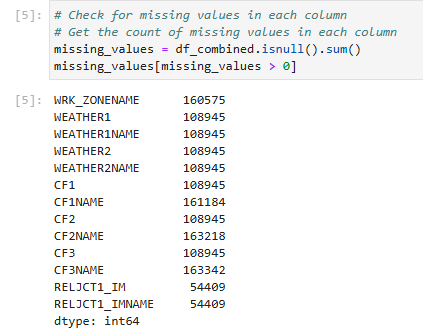 [5]: # Check for missing values in each column
# Get the count of missing values in each column
missing_values = df_combined.isnull().sum()
missing_values[missing_values > 0]
[5]: WRK_ZONENAME 160575
WEATHER1 108945
WEATHER1NAME 108945
WEATHER2 108945
WEATHER2NAME 108945
CF1 108945
CF1NAME 161184
CF2 108945
CF2NAME 163218
CF3 108945
CF3NAME 163342
RELJCT1_IM 54409
RELJCT1_IMNAME 54409
dtype: int64